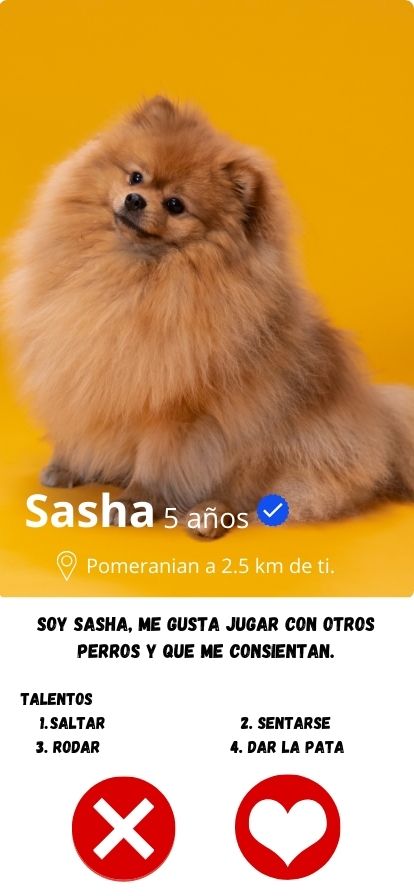 Sasha 5 años
Pomeranian a 2.5 km de ti.
SOY SASHA, ME GUSTA JUGAR CON OTROS
PERROS Y QUE ME CONSIENTAN.
TALENTOS
1.SALTAR 2. SENTARSE
3. RODAR 4. DAR LA PATA